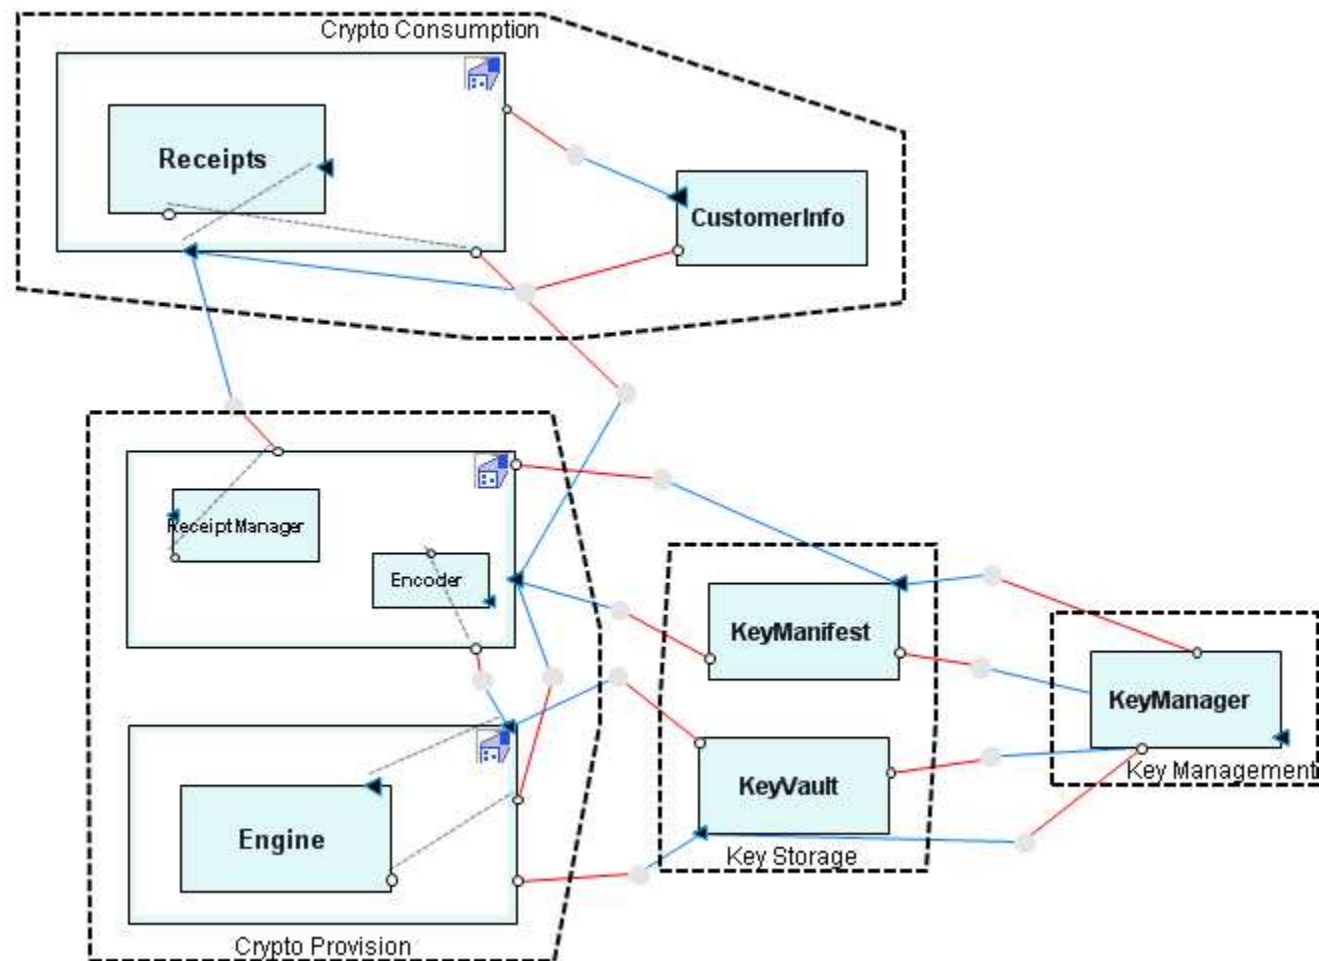 Crypto Consumption
Receipts
CustomerInfo
ReceiptManager
Encoder
KeyManifest
KeyManager
Key Management
KeyVault
Engine
Key Storage
Crypto Provision